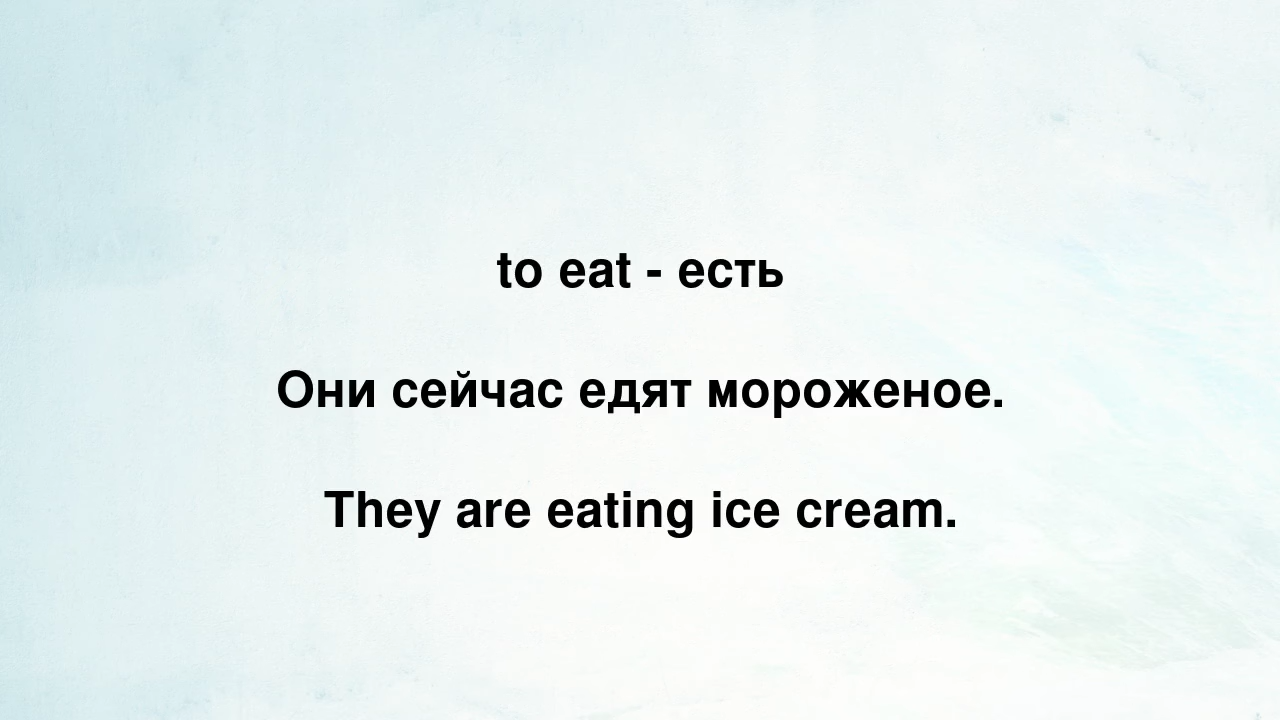 to eat - есть
Они сейчас едят мороженое.
They are eating ice cream.